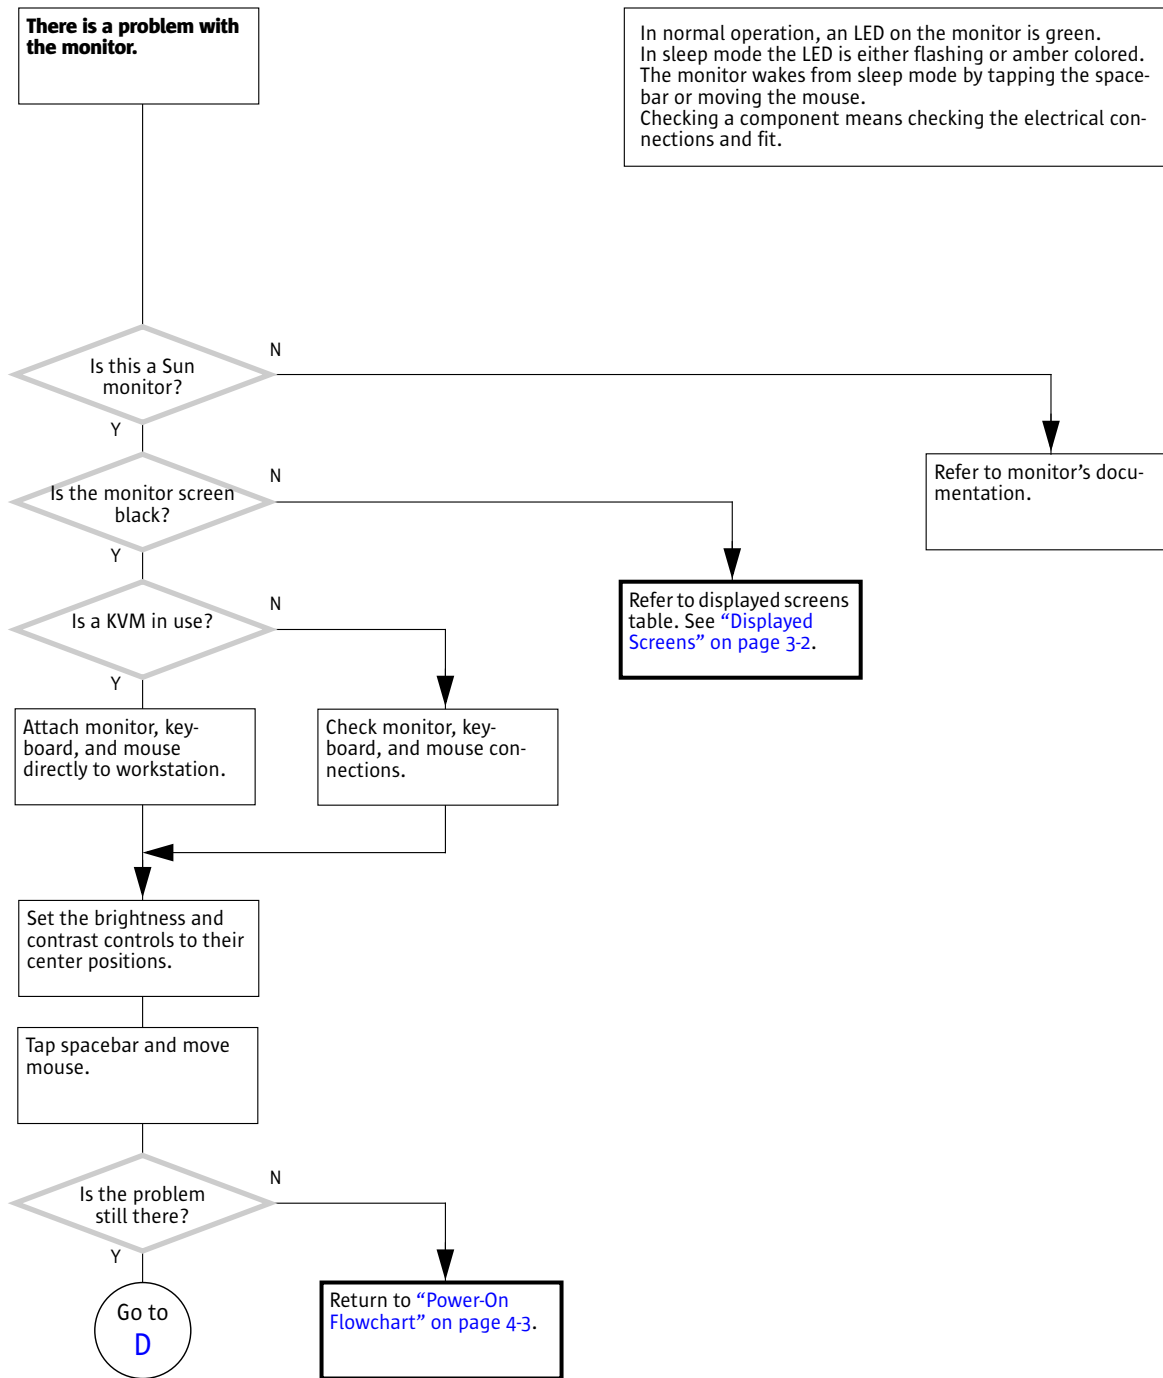 There is a problem with
the monitor.
In normal operation, an LED on the monitor is green.
In sleep mode the LED is either flashing or amber colored.
The monitor wakes from sleep mode by tapping the space-
bar or moving the mouse.
Checking a component means checking the electrical con-
nections and fit.
Is this a Sun
monitor?
N
Y
Refer to monitor’s docu-
mentation.
Is the monitor screen
black?
N
Y
Refer to displayed screens
table. See “Displayed
Screens” on page 3-2.
Is a KVM in use?
N
Y
Attach monitor, key-
board, and mouse
directly to workstation.
Check monitor, key-
board, and mouse con-
nections.
Set the brightness and
contrast controls to their
center positions.
Tap spacebar and move
mouse.
Is the problem
still there?
N
Y
Go to
D
Return to “Power-On
Flowchart” on page 4-3.